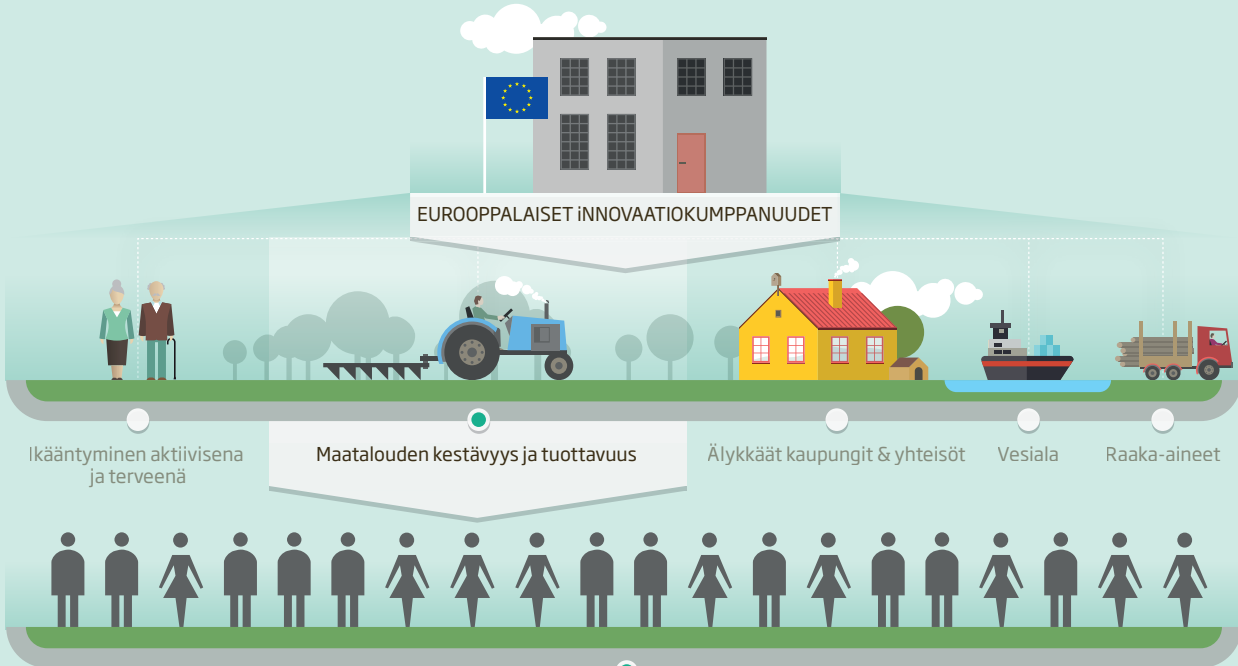 EUROOPPALAISET iNNOVAATIOKUMPPANUUDET
Ikääntyminen aktiivisena
ja terveenä
Maatalouden kestävyys ja tuottavuus
Älykkäät kaupungit & yhteisöt
Vesiala
Raaka-aineet